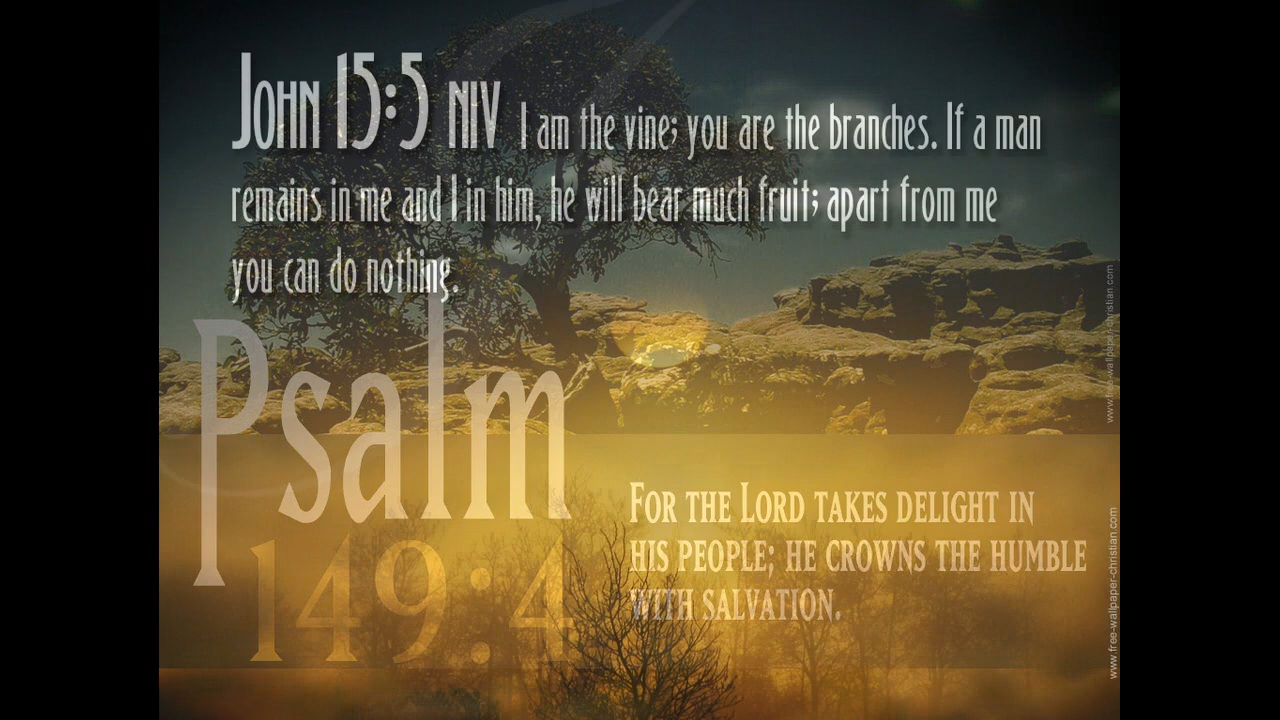 John 15:5 NIV I am the vine; you are the branches. If a man
remains in me and I in him, he will bear much fruit; apart from me
you can do nothing.
Psalm
149:4
For the Lord takes delight in
his people; he crowns the humble
with salvation.
www.free-wallpaper-christian.com
www.free-wallpaper-christian.com